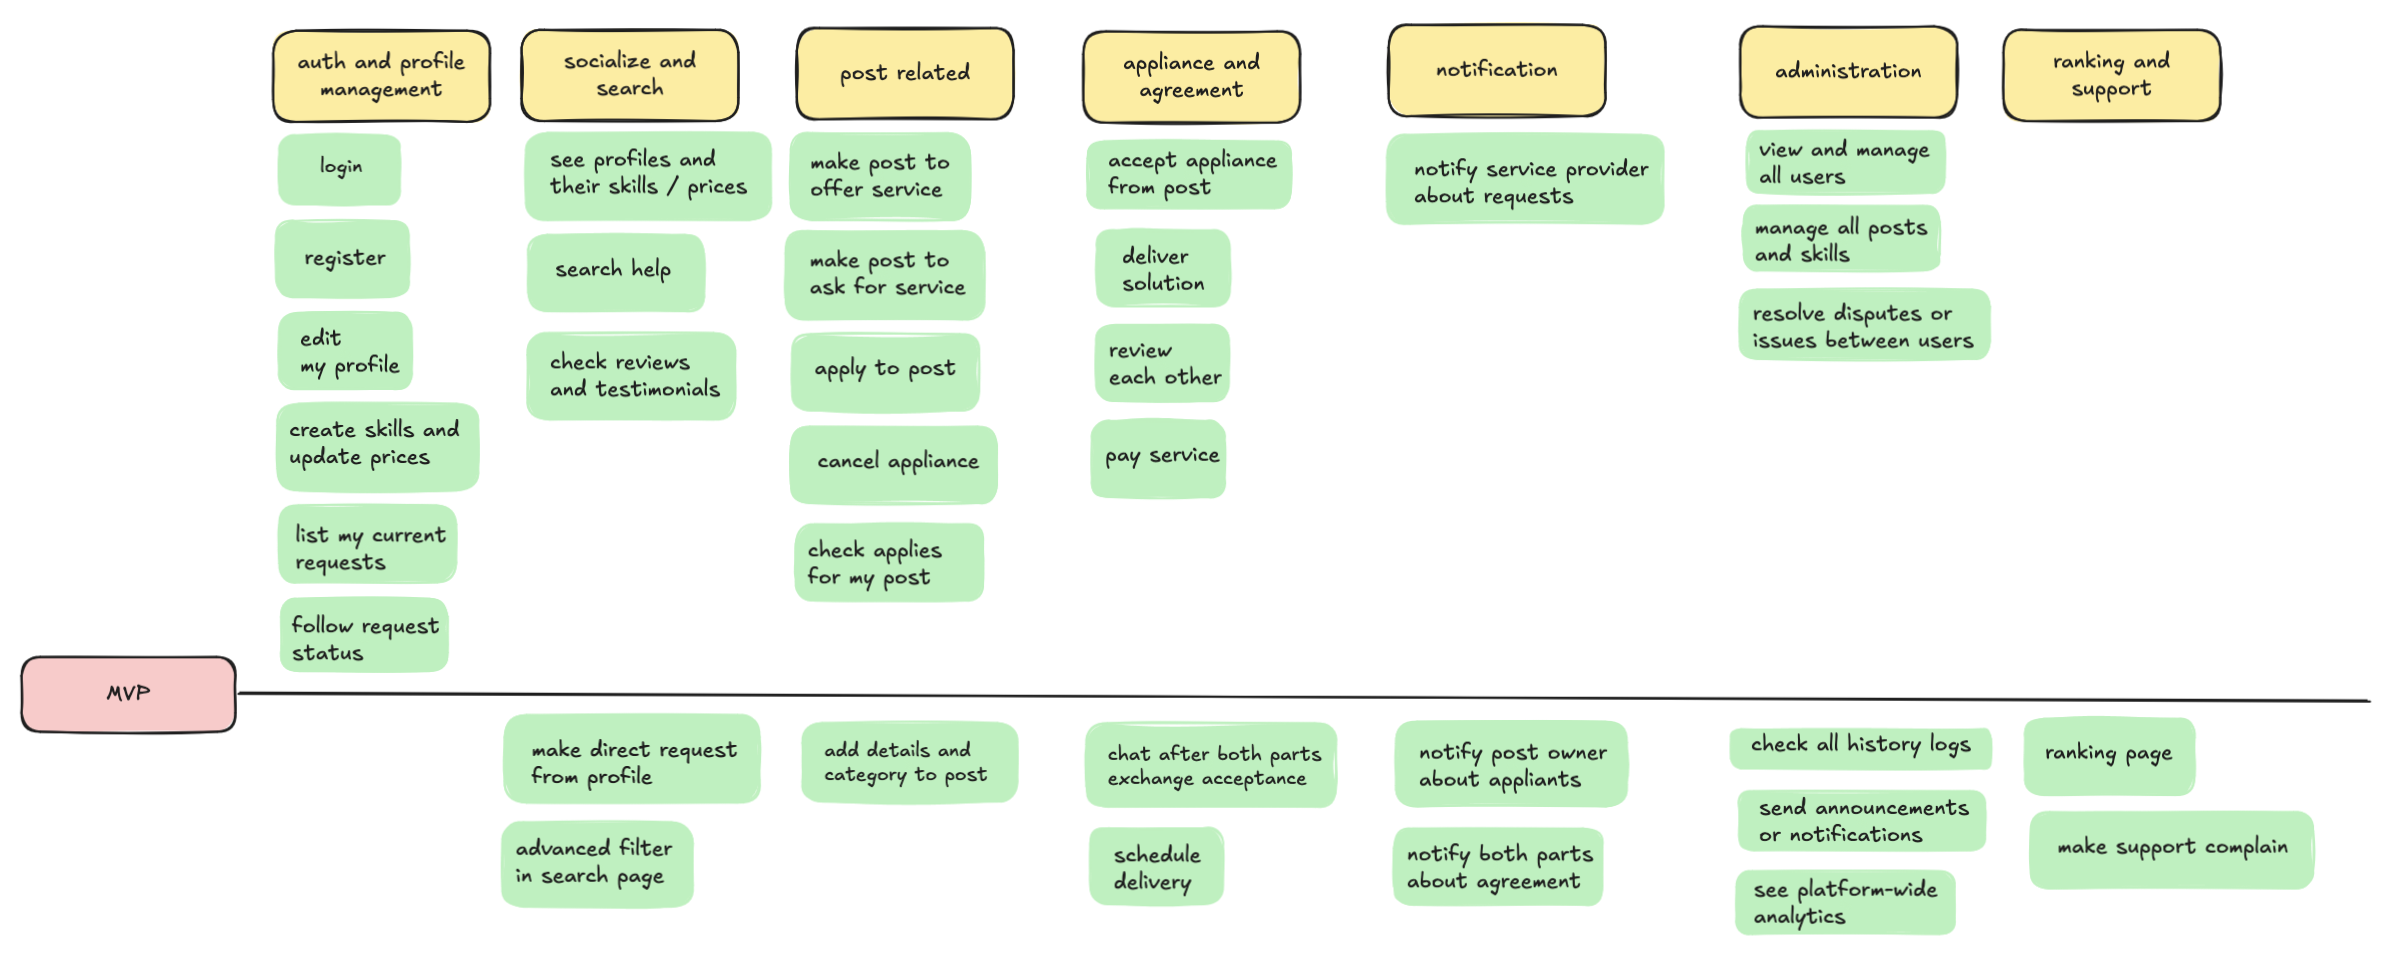 auth and profile
management
socialize and
search
post related
appliance and
agreement
notification
administration
ranking and
support
login
register
edit
my profile
create skills and
update prices
list my current
requests
follow request
status
see profiles and
their skills / prices
search help
check reviews
and testimonials
make post to
offer service
make post to
ask for service
apply to post
cancel appliance
check applies
for my post
accept appliance
from post
deliver
solution
review
each other
pay service
notify service provider
about requests
view and manage
all users
manage all posts
and skills
resolve disputes or
issues between users
MVP
make direct request
from profile
advanced filter
in search page
add details and
category to post
chat after both parts
exchange acceptance
schedule
delivery
notify post owner
about appliants
notify both parts
about agreement
check all history logs
send announcements
or notifications
see platform-wide
analytics
ranking page
make support complain